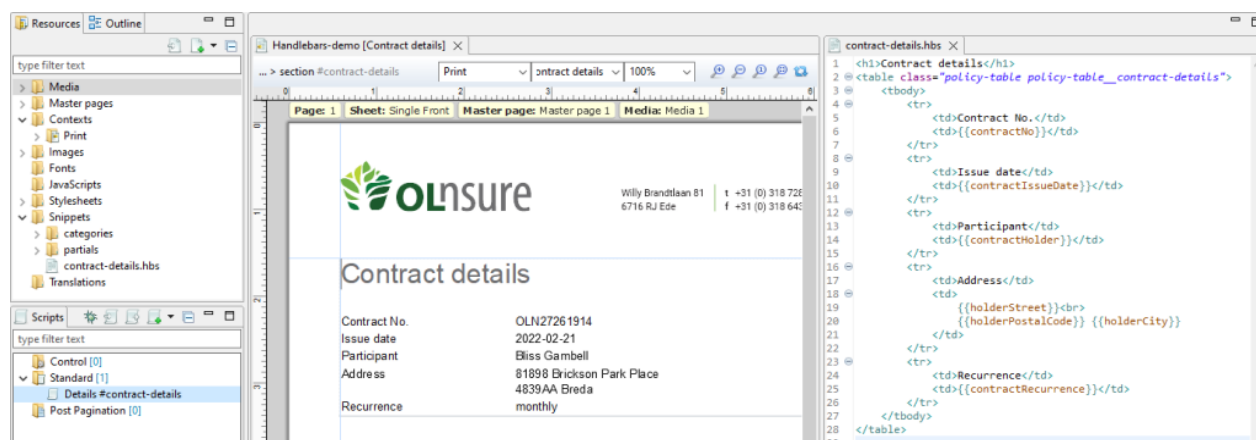 Resources Outline
type filter text
Media
Master pages
Contexts
Print
Images
Fonts
JavaScripts
Stylesheets
Snippets
categories
partials
contract-details.hbs
Translations
Scripts
type filter text
Control [0]
Standard [1]
Details #contract-details
Post Pagination [0]
Handlebars-demo [Contract details]
... > section #contract-details Print ontract details 100%
0 1 2 3 4 5 6
Page: 1 Sheet: Single Front Master page: Master page 1 Media: Media 1
OLnsure
Willy Brandtlaan 81 t +31 (0) 318 728
6716 RJ Ede f +31 (0) 318 643
Contract details
Contract No. OLN27261914
Issue date 2022-02-21
Participant Bliss Gambell
Address 81898 Brickson Park Place
4839AA Breda
Recurrence monthly
contract-details.hbs
1 <h1>Contract details</h1>
2 <table class="policy-table policy-table__contract-details">
3 <tbody>
4 <tr>
5 <td>Contract No.</td>
6 <td>{{contractNo}}</td>
7 </tr>
8 <tr>
9 <td>Issue date</td>
10 <td>{{contractIssueDate}}</td>
11 </tr>
12 <tr>
13 <td>Participant</td>
14 <td>{{contractHolder}}</td>
15 </tr>
16 <tr>
17 <td>Address</td>
18 <td>
19 {{holderStreet}}<br>
20 {{holderPostalCode}} {{holderCity}}
21 </td>
22 </tr>
23 <tr>
24 <td>Recurrence</td>
25 <td>{{contractRecurrence}}</td>
26 </tr>
27 </tbody>
28 </table>